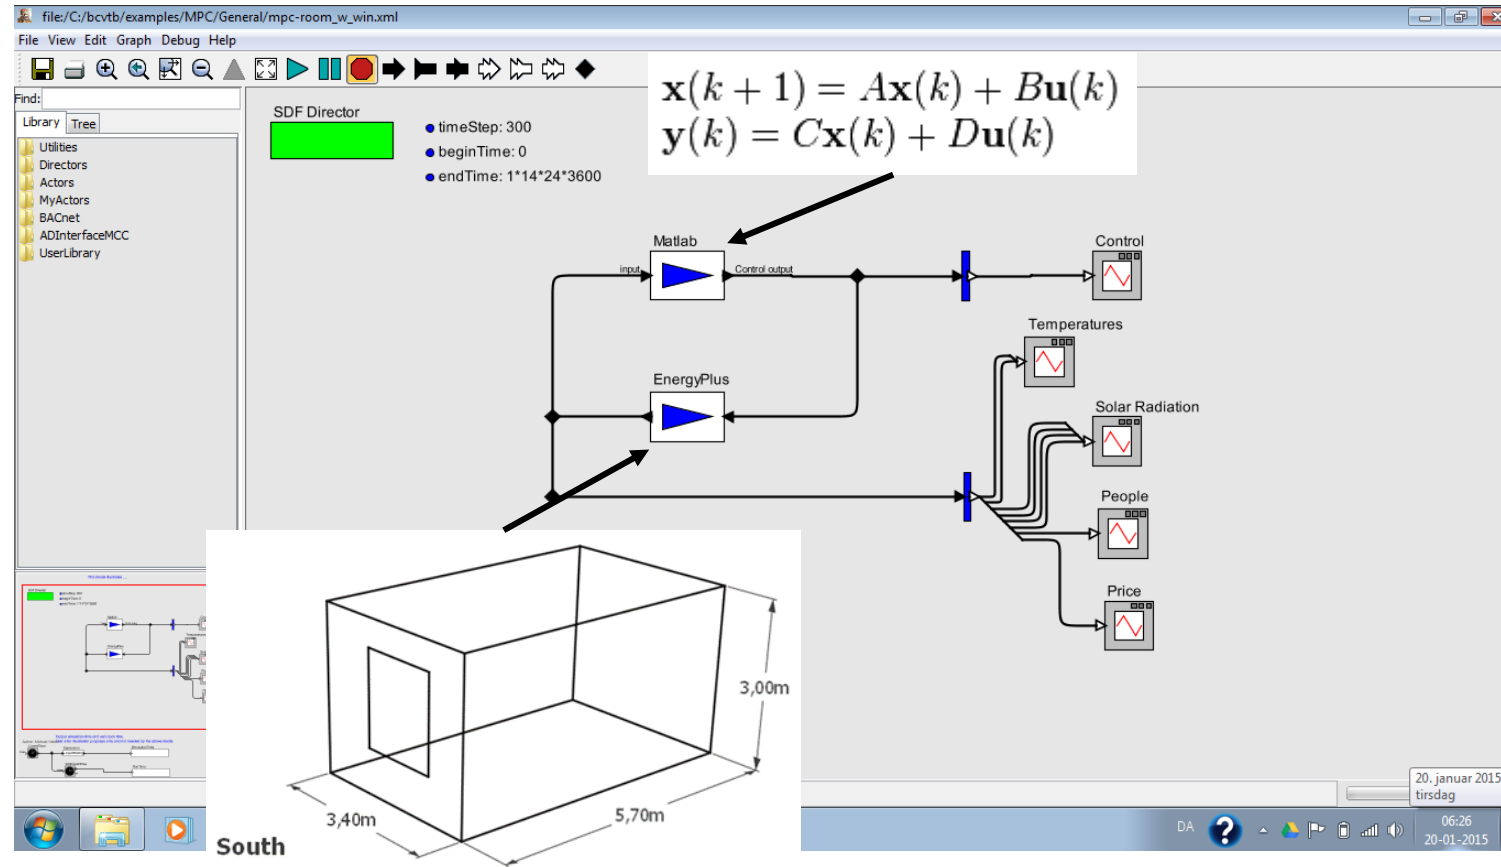 file:/C:/bcvtb/examples/MPC/General/mpc-room_w_win.xml
File View Edit Graph Debug Help
Find:
Library Tree
Utilities
Directors
Actors
MyActors
BACnet
ADInterfaceMCC
UserLibrary
SDF Director
timeStep: 300
beginTime: 0
endTime: 1*14*24*3600
x(k + 1) = Ax(k) + Bu(k)
y(k) = Cx(k) + Du(k)
Matlab
input
Control output
Control
Temperatures
EnergyPlus
Solar Radiation
People
Price
3,00m
3,40m
5,70m
South
20. januar 2015
tirsdag
DA
06:26
20-01-2015